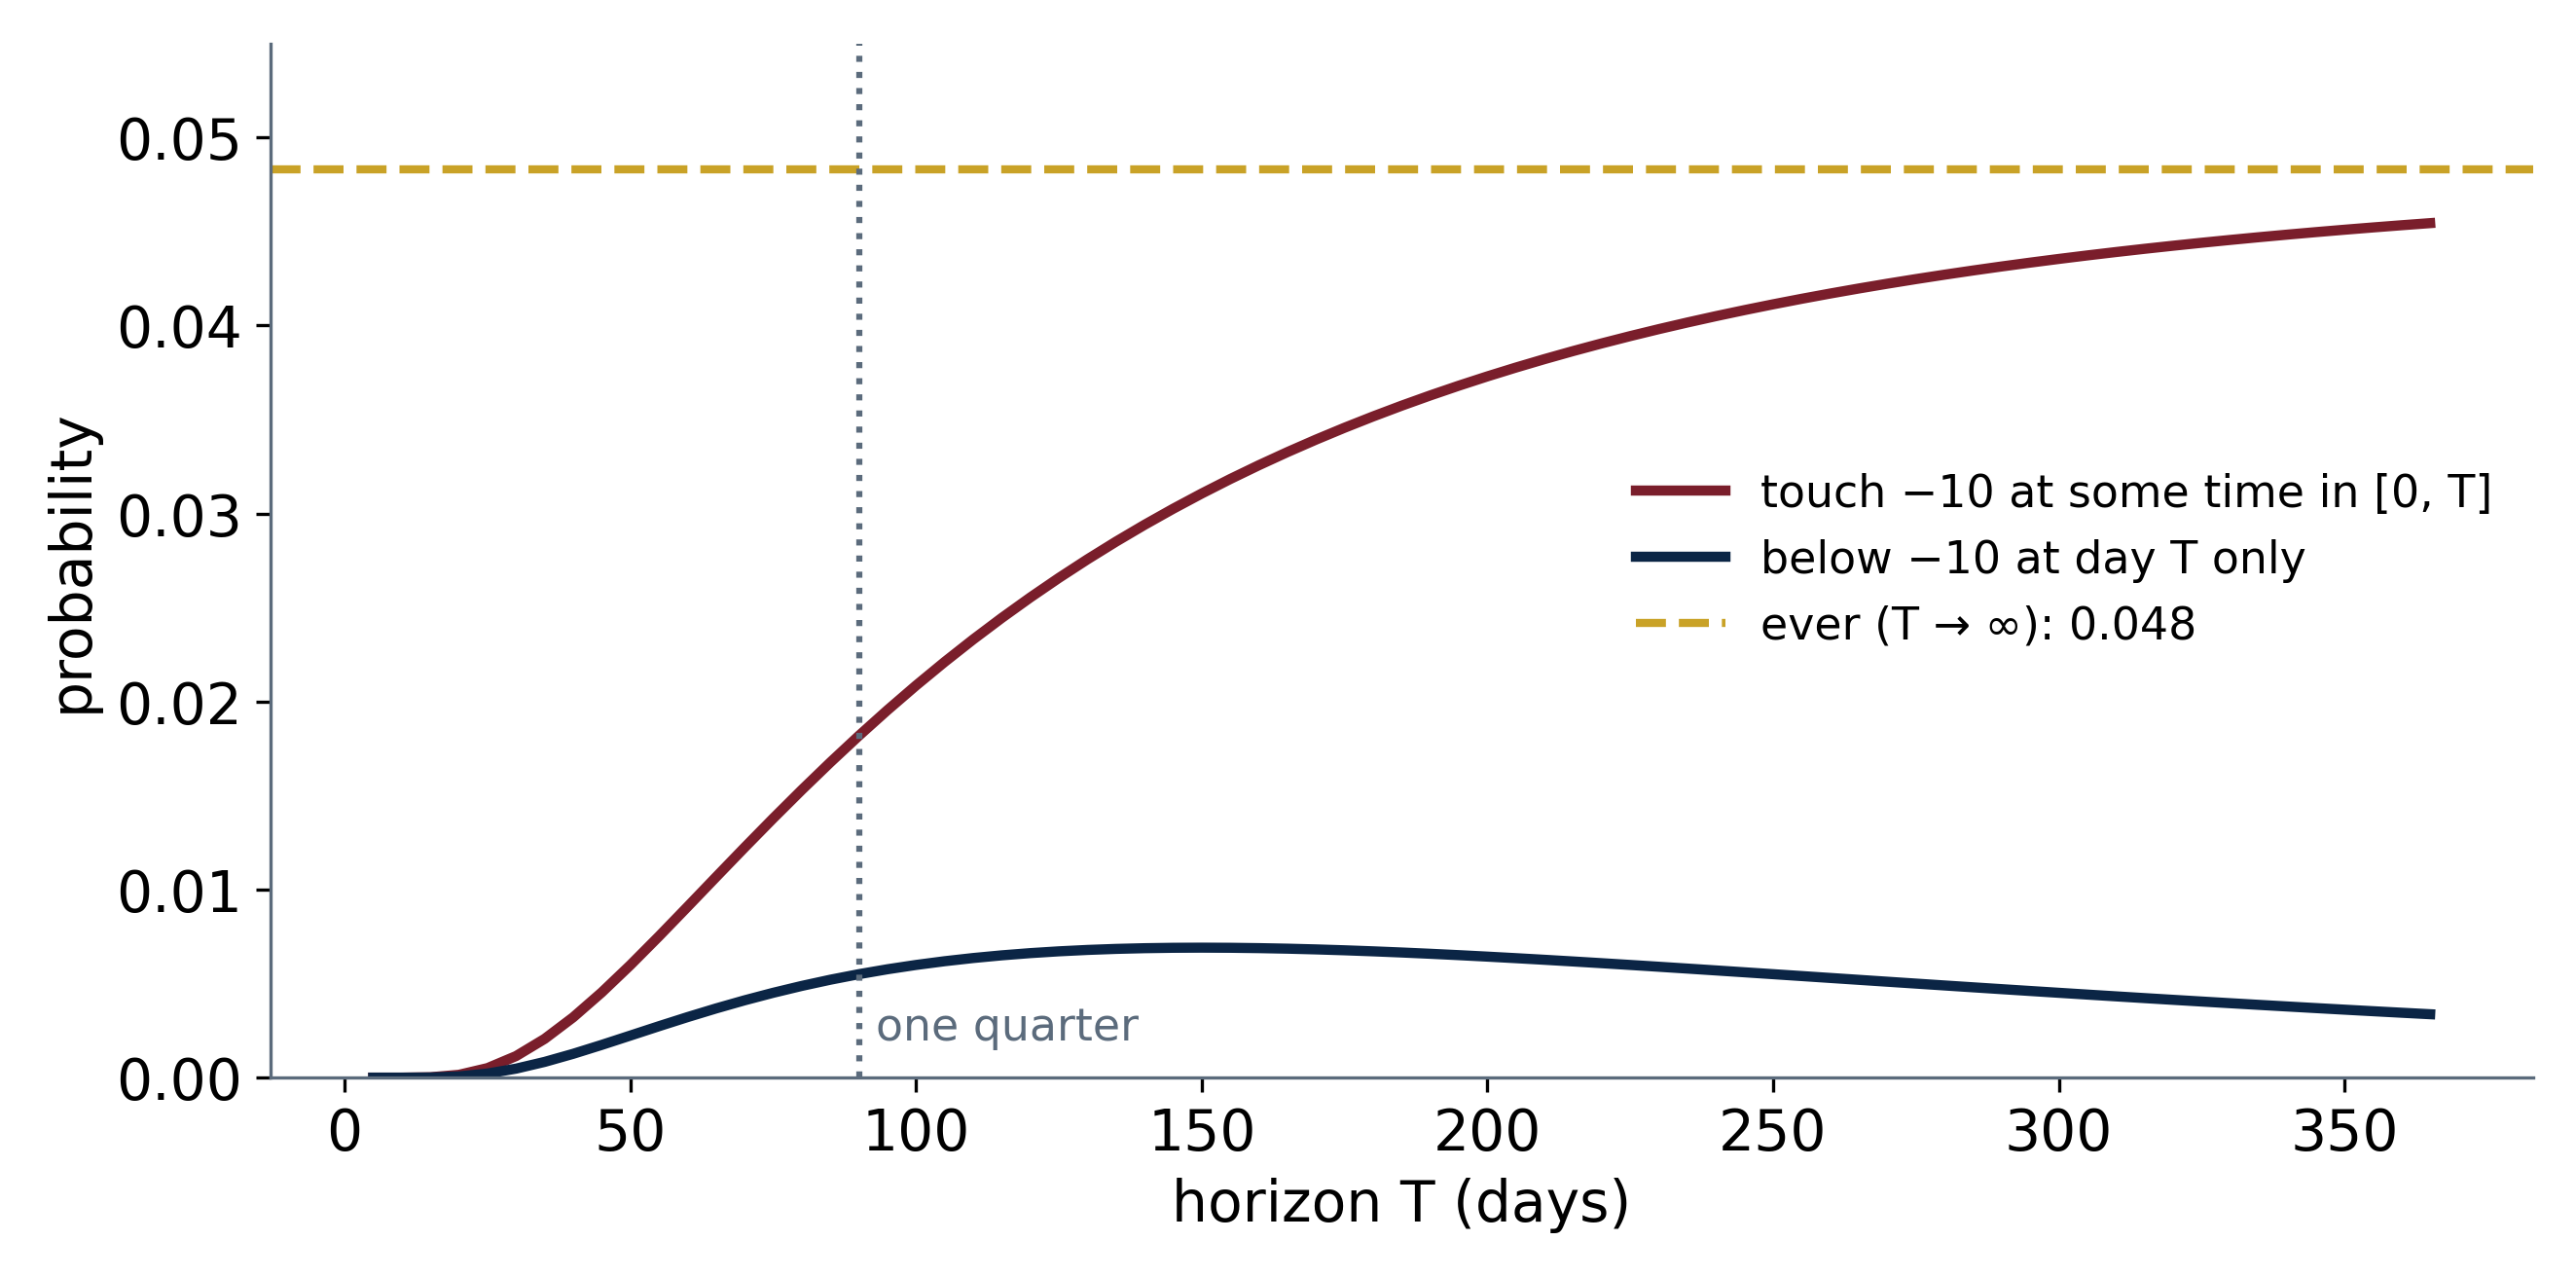 0.05
0.04
0.03
0.02
0.01
0.00
probability
touch −10 at some time in [0, T]
below −10 at day T only
ever (T → ∞): 0.048
one quarter
0 50 100 150 200 250 300 350
horizon T (days)